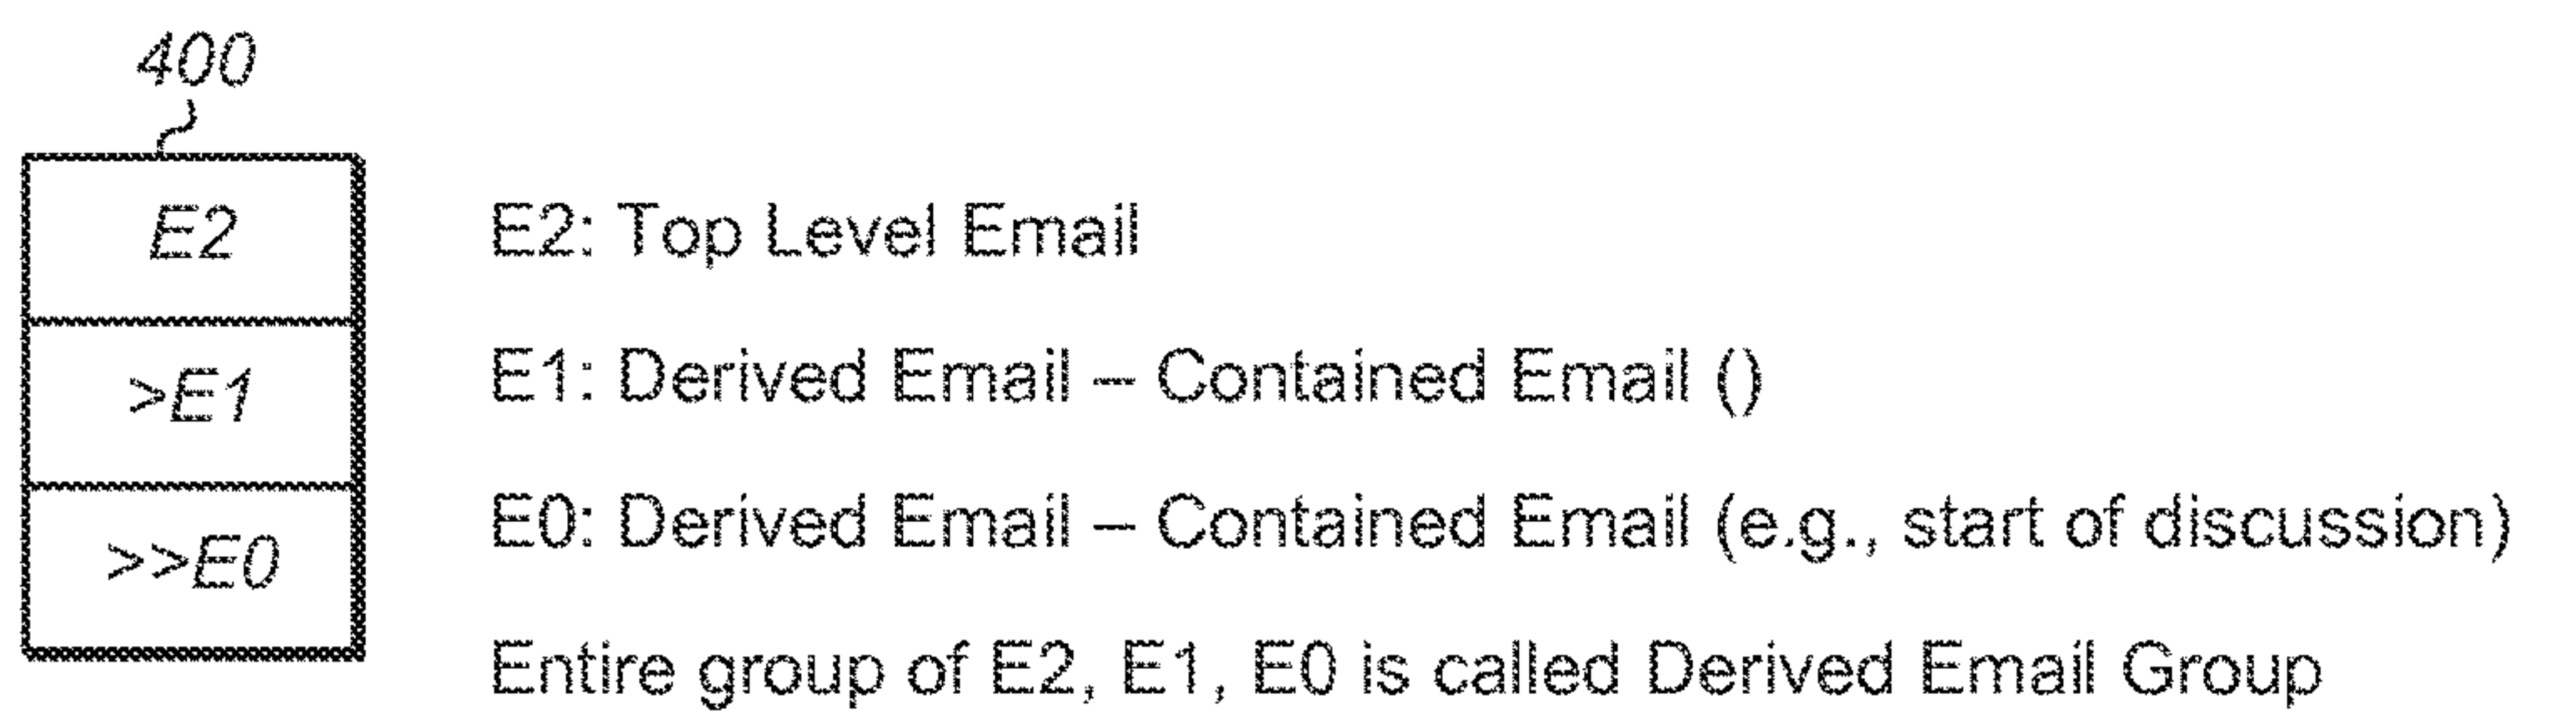 400
E2
E2: Top Level Email
>E1
E1: Derived Email – Contained Email ()
>>E0
E0: Derived Email – Contained Email (e.g., start of discussion)
Entire group of E2, E1, E0 is called Derived Email Group